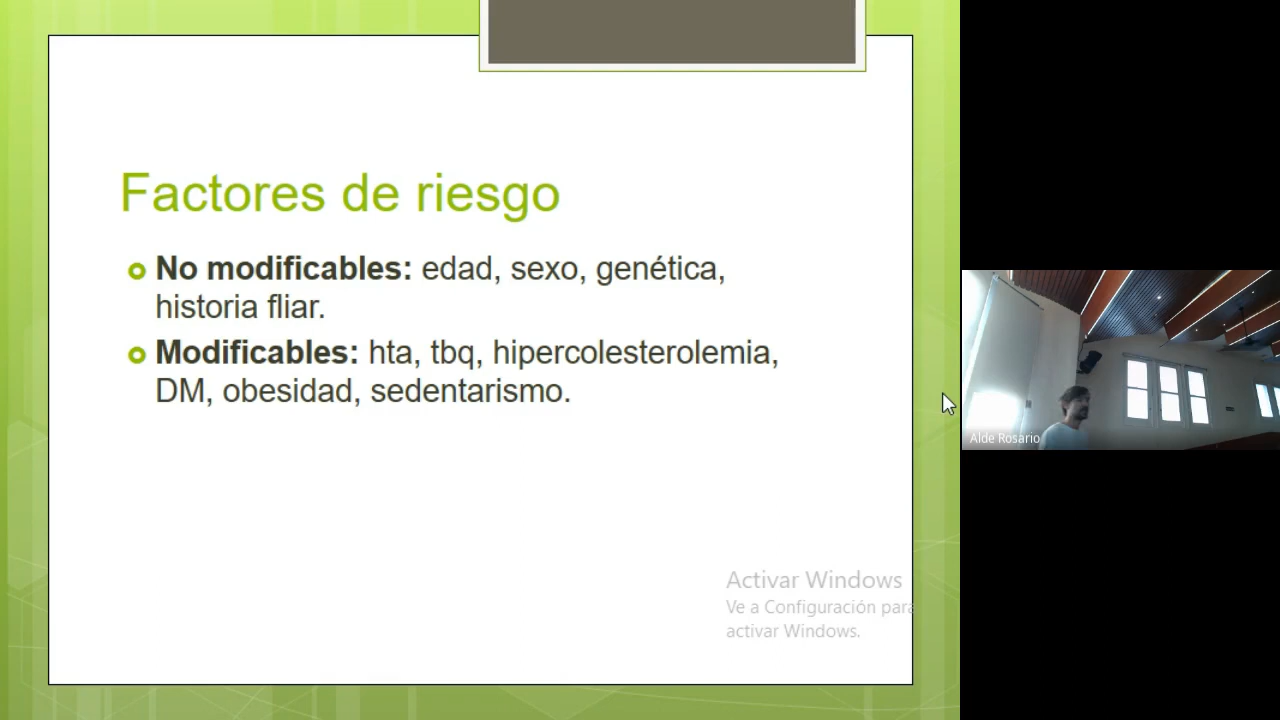 Factores de riesgo
No modificables: edad, sexo, genética,
historia fliar.
Modificables: hta, tbq, hipercolesterolemia,
DM, obesidad, sedentarismo.
Activar Windows
Ve a Configuración para
activar Windows.
Alde Rosario